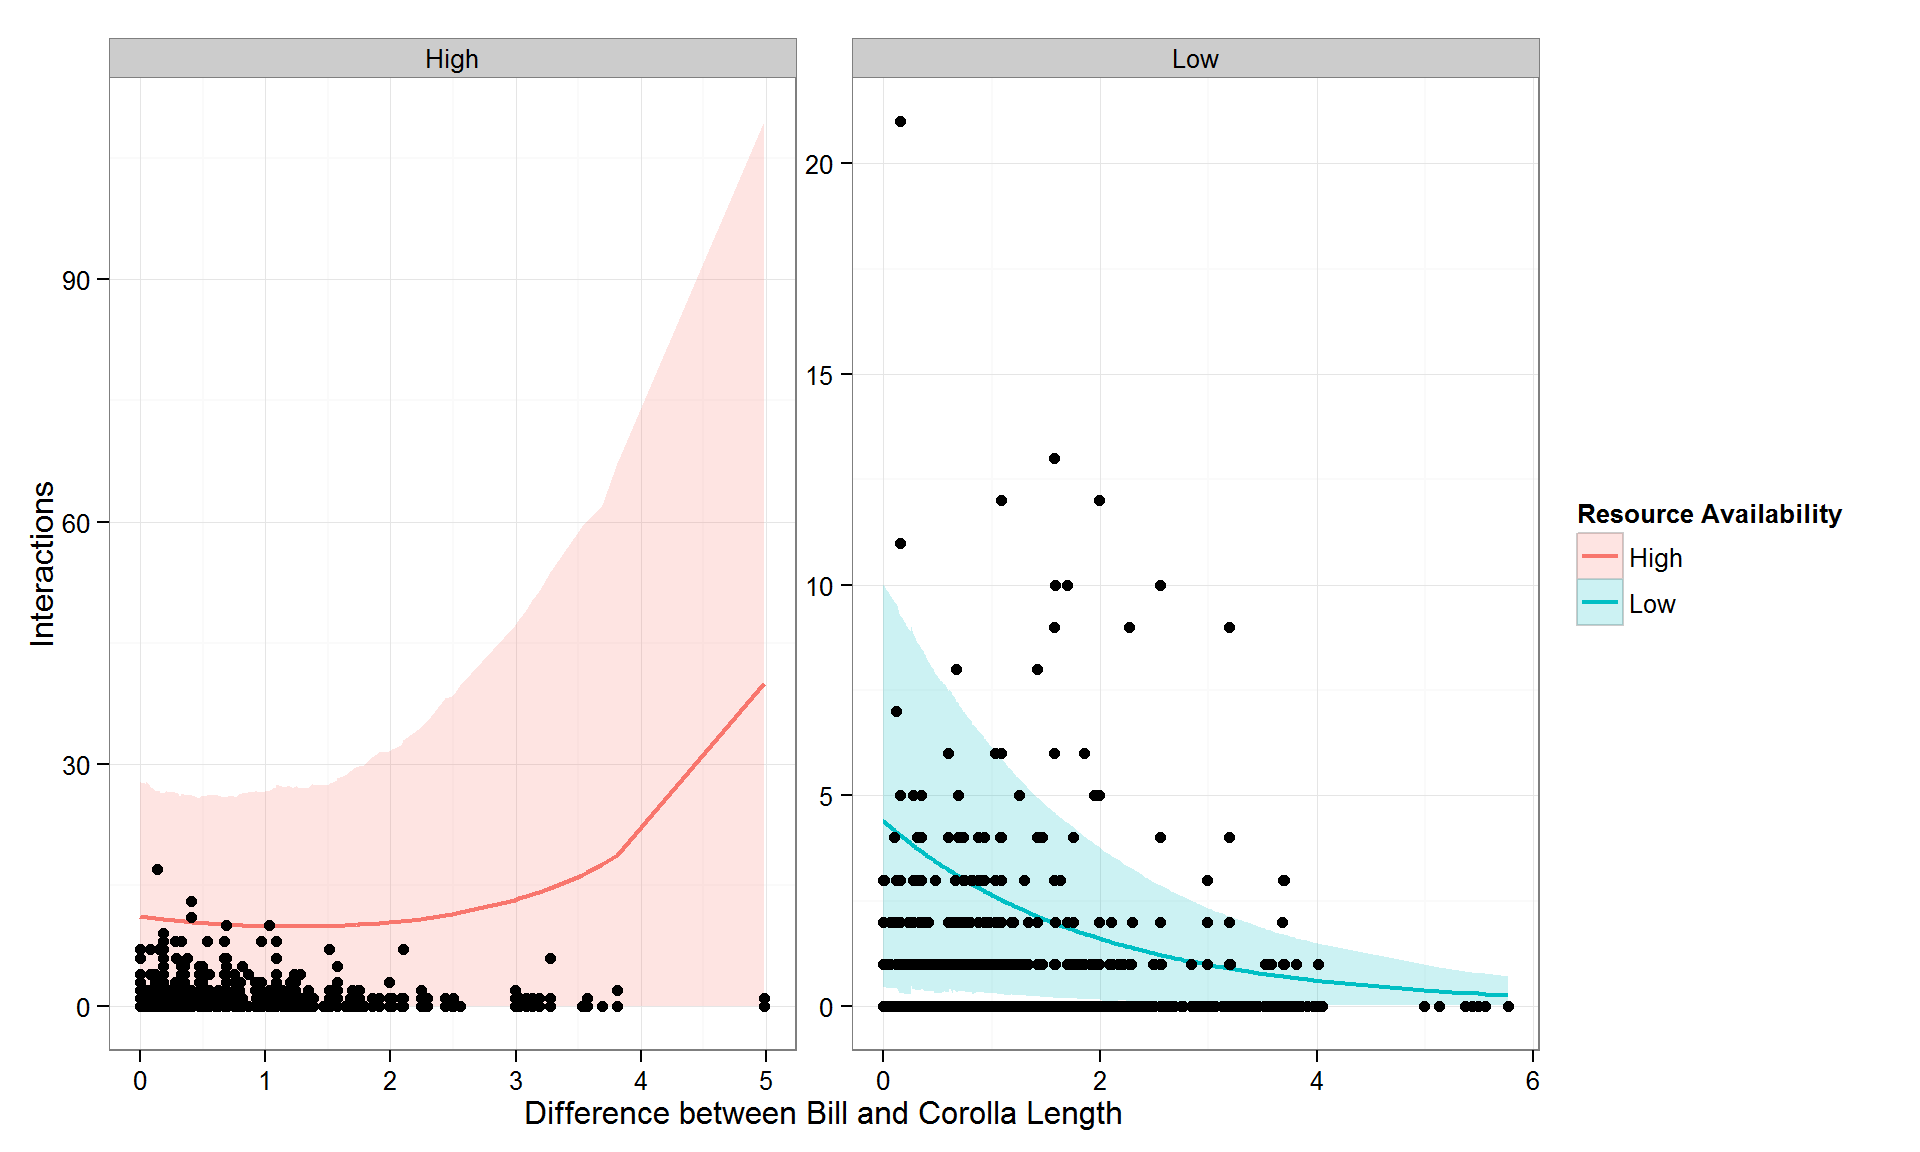 High
Low
Interactions
90
60
30
0
20
15
10
5
0
0 1 2 3 4 5
0 2 4 6
Difference between Bill and Corolla Length
Resource Availability
High
Low